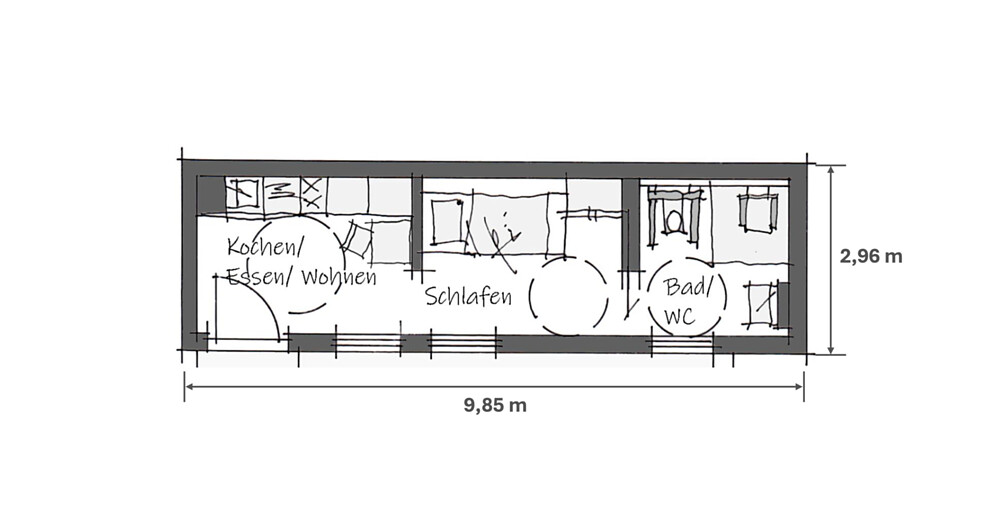 Kochen/
Essen/ Wohnen
Schlafen
Bad/
WC
2,96 m
9,85 m